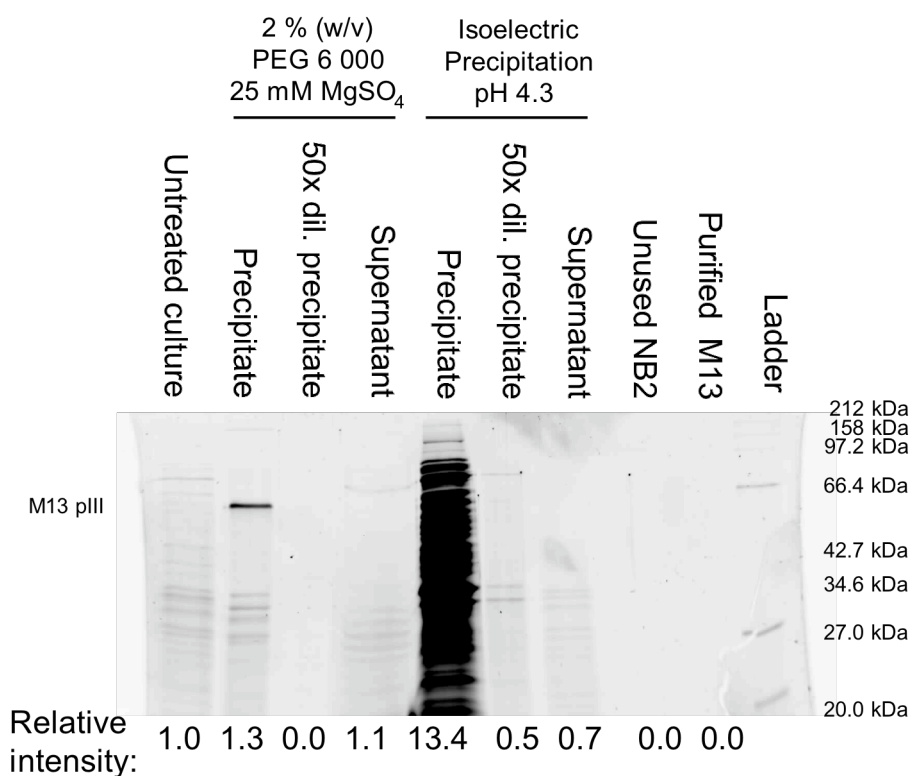 2 % (w/v)
PEG 6 000
25 mM MgSO4
Isoelectric
Precipitation
pH 4.3
Untreated culture
Precipitate
50x dil. precipitate
Supernatant
Precipitate
50x dil. precipitate
Supernatant
Unused NB2
Purified M13
Ladder
212 kDa
158 kDa
97.2 kDa
66.4 kDa
M13 pIII
42.7 kDa
34.6 kDa
27.0 kDa
20.0 kDa
Relative
intensity: 1.0 1.3 0.0 1.1 13.4 0.5 0.7 0.0 0.0